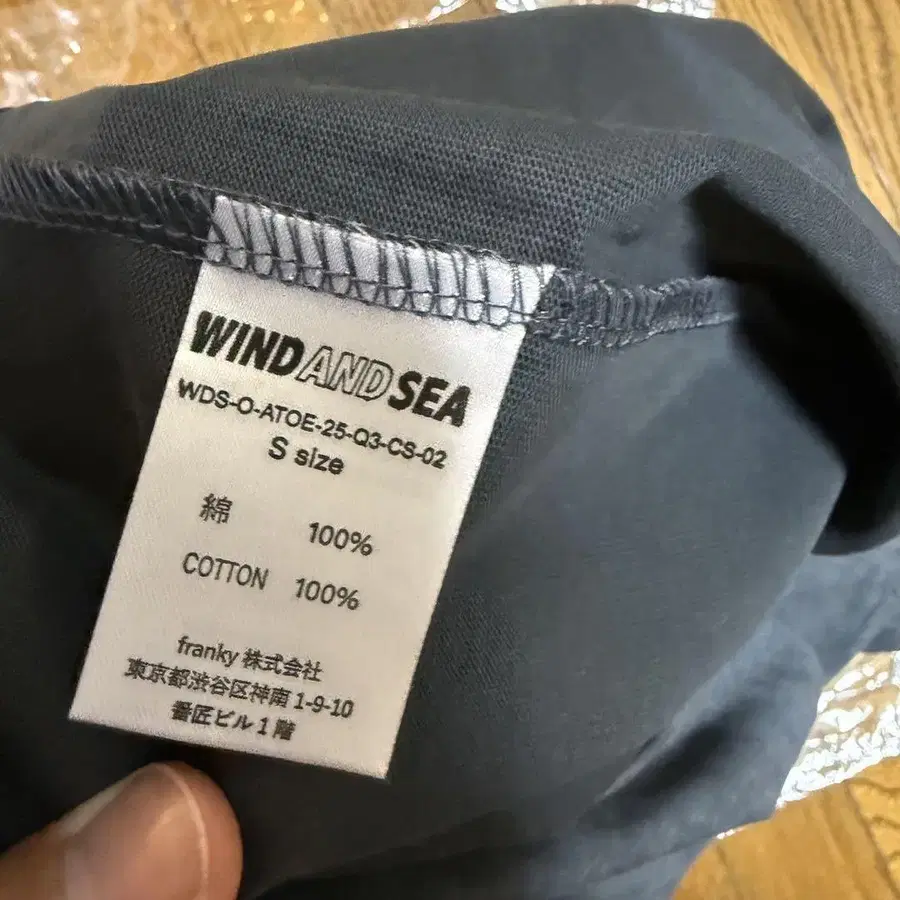 WIND AND SEA
WDS-O-ATOE-25-Q3-CS-02
S size
綿 100%
COTTON 100%
franky 株式会社
東京都渋谷区神南1-9-10
番匠ビル1階